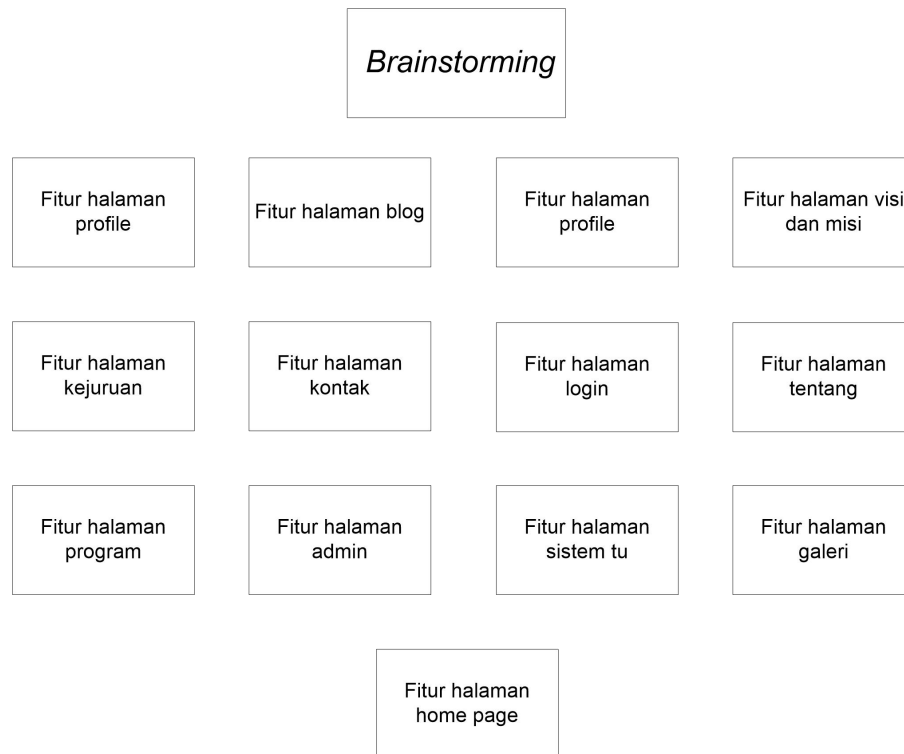 Brainstorming
Fitur halaman
profile
Fitur halaman blog
Fitur halaman
profile
Fitur halaman visi
dan misi
Fitur halaman
kejuruan
Fitur halaman
kontak
Fitur halaman
login
Fitur halaman
tentang
Fitur halaman
program
Fitur halaman
admin
Fitur halaman
sistem tu
Fitur halaman
galeri
Fitur halaman
home page